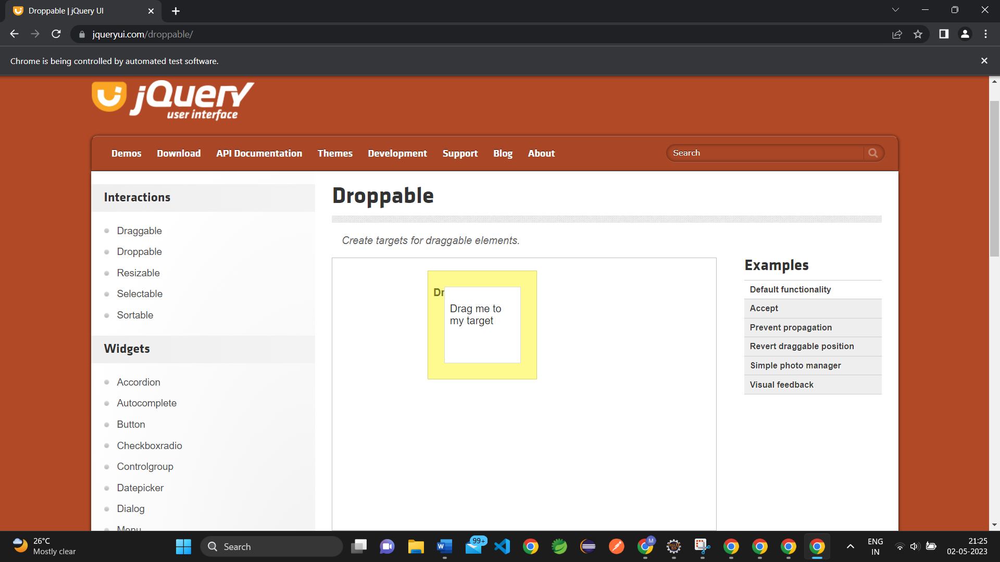 Droppable | jQuery UI
jqueryui.com/droppable/
Chrome is being controlled by automated test software.
jQuery
user interface
Demos Download API Documentation Themes Development Support Blog About Search
Interactions
Draggable
Droppable
Resizable
Selectable
Sortable
Widgets
Accordion
Autocomplete
Button
Checkboxradio
Controlgroup
Datepicker
Dialog
Menu
Droppable
Create targets for draggable elements.
Dr
Drag me to
my target
Examples
Default functionality
Accept
Prevent propagation
Revert draggable position
Simple photo manager
Visual feedback
26°C
Mostly clear
Search
W
99+
M
ENG
IN
21:25
02-05-2023